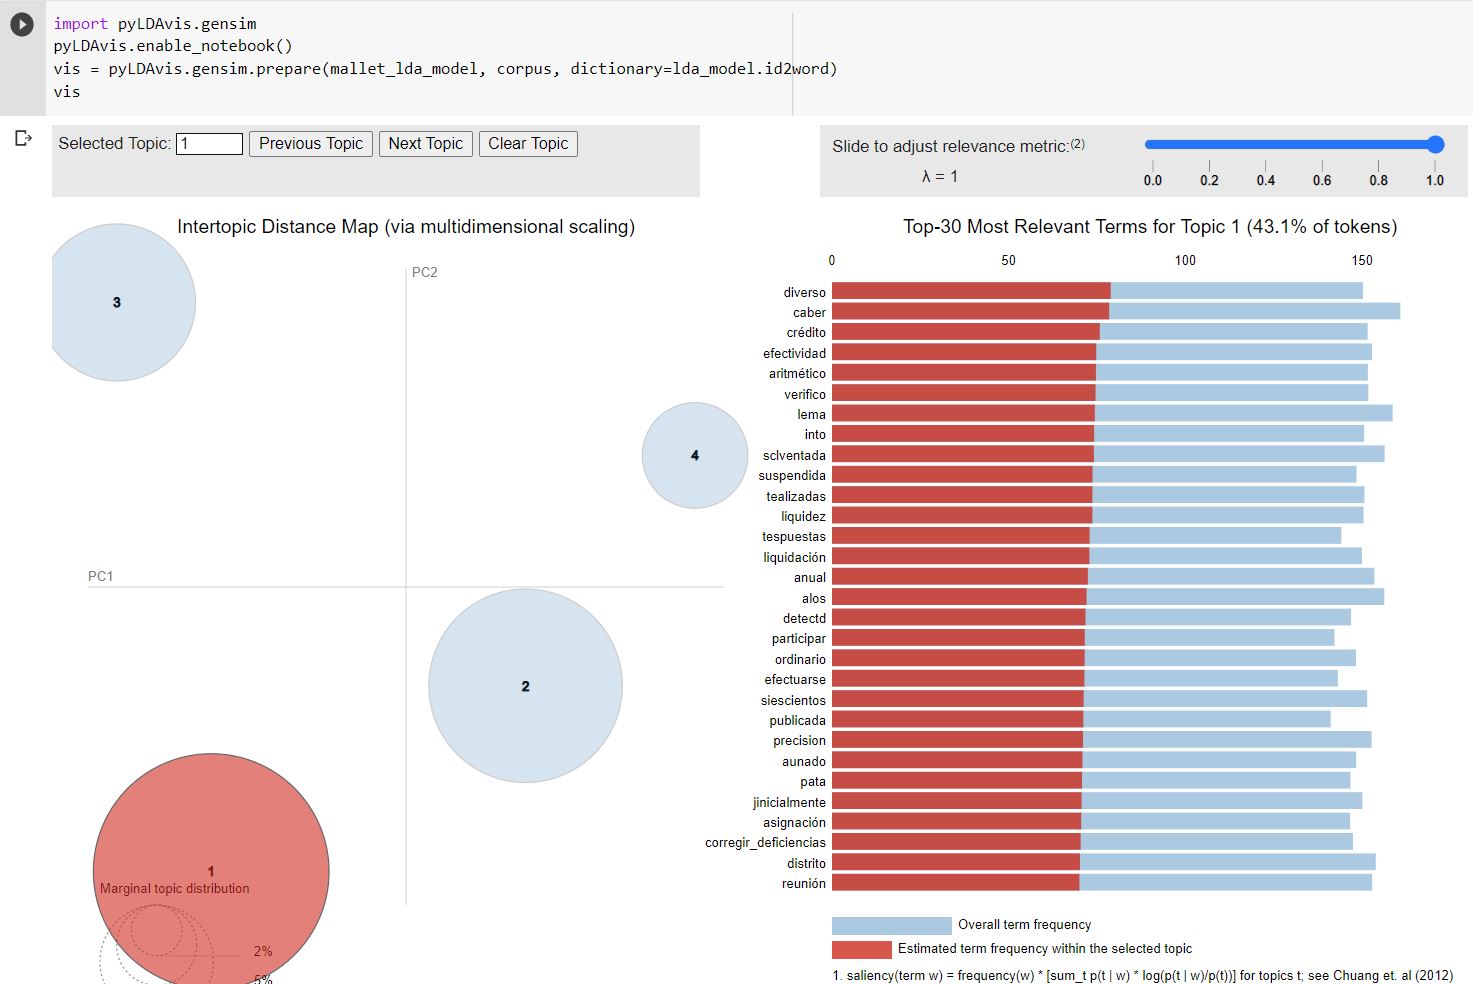 import pyLDAvis.gensim
pyLDAvis.enable_notebook()
vis = pyLDAvis.gensim.prepare(mallet_lda_model, corpus, dictionary=lda_model.id2word)
vis
Selected Topic: 1 Previous Topic Next Topic Clear Topic
Slide to adjust relevance metric:(2)
λ = 1
0.0 0.2 0.4 0.6 0.8 1.0
Intertopic Distance Map (via multidimensional scaling)
PC2
3
4
PC1
2
1
Marginal topic distribution
2%
5%
Top-30 Most Relevant Terms for Topic 1 (43.1% of tokens)
0 50 100 150
diverso
caber
crédito
efectividad
aritmético
verifico
lema
into
sclventada
suspendida
tealizadas
liquidez
tespuestas
liquidación
anual
alos
detectd
participar
ordinario
efectuarse
siescientos
publicada
precision
aunado
pata
jinicialmente
asignación
corregir_deficiencias
distrito
reunión
Overall term frequency
Estimated term frequency within the selected topic
1. saliency(term w) = frequency(w) * [sum_t p(t | w) * log(p(t | w)/p(t))] for topics t; see Chuang et. al (2012)